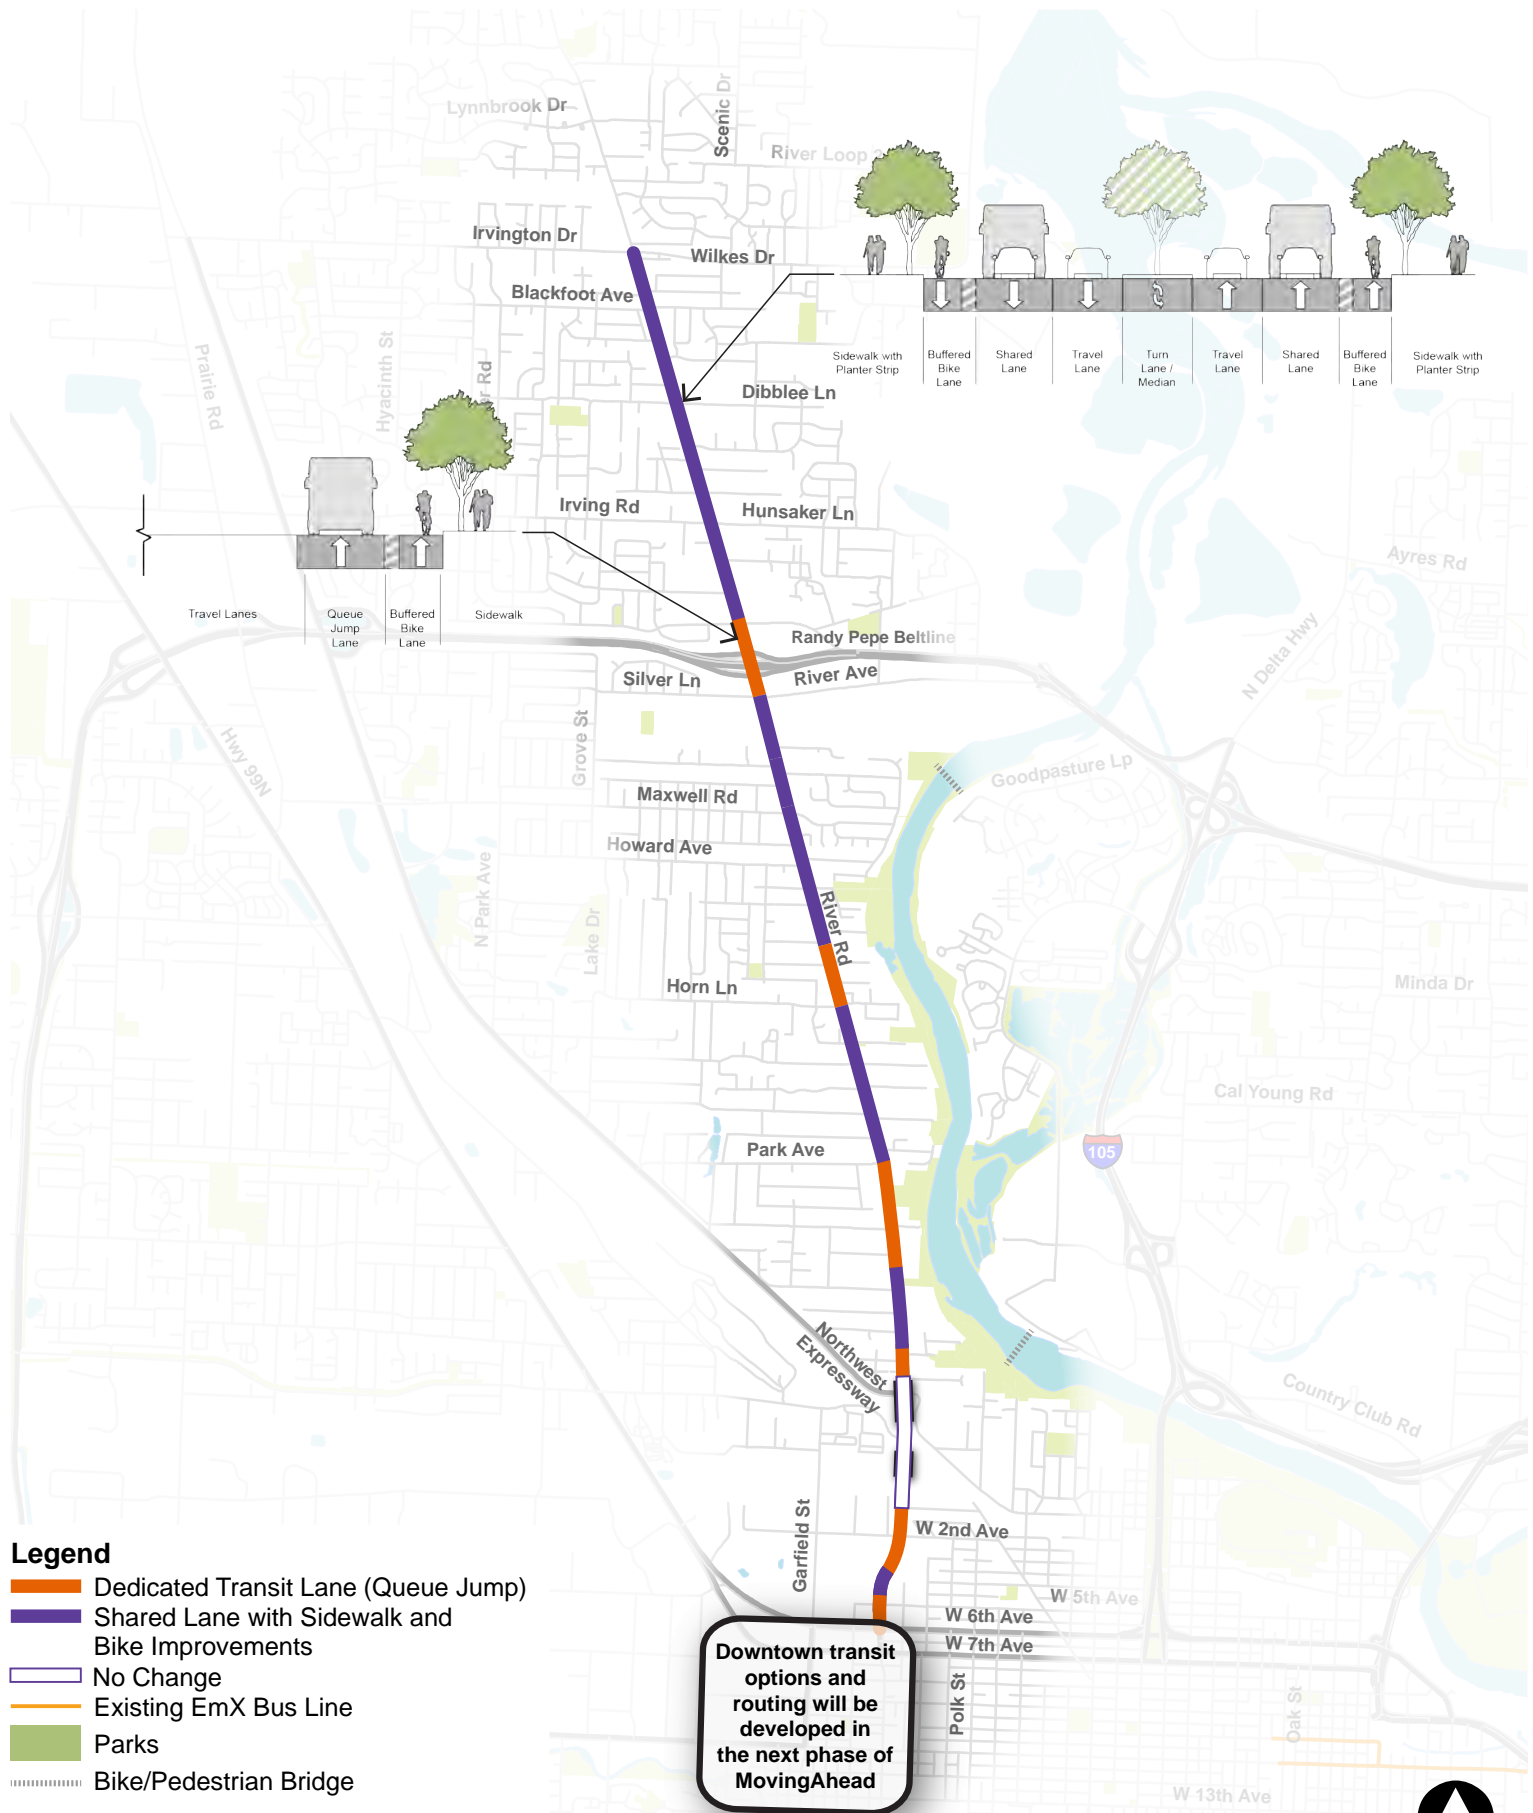 Lynnbrook Dr
Scenic Dr
River Loop
Irvington Dr
Wilkes Dr
Blackfoot Ave
Prairie Rd
Hyacinth St
Rd
Sidewalk with
Planter Strip
Buffered
Bike
Lane
Shared
Lane
Travel
Lane
Turn
Lane /
Median
Travel
Lane
Shared
Lane
Buffered
Bike
Lane
Sidewalk with
Planter Strip
Dibblee Ln
Irving Rd
Hunsaker Ln
Ayres Rd
Travel Lanes
Queue
Jump
Lane
Buffered
Bike
Lane
Sidewalk
Randy Pepe Beltline
River Ave
Silver Ln
N Delta Hwy
Grove St
Hwy 99N
Goodpasture Lp
Maxwell Rd
Howard Ave
N Park Ave
Lake Dr
River Rd
Horn Ln
Minda Dr
Cal Young Rd
Park Ave
105
Northwest
Expressway
Country Club Rd
Garfield St
W 2nd Ave
W 5th Ave
W 6th Ave
W 7th Ave
Polk St
Oak St
W 13th Ave
Downtown transit
options and
routing will be
developed in
the next phase of
MovingAhead
Legend
Dedicated Transit Lane (Queue Jump)
Shared Lane with Sidewalk and
Bike Improvements
No Change
Existing EmX Bus Line
Parks
Bike/Pedestrian Bridge